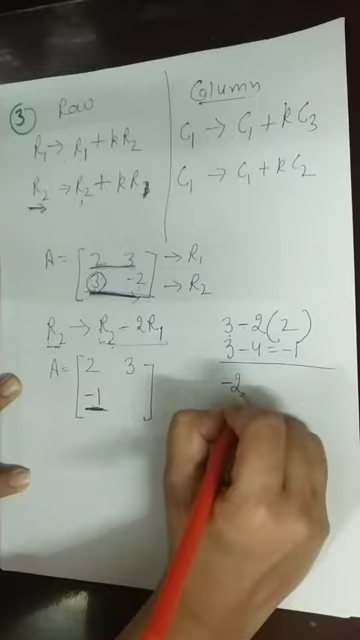 ③ Row
Column
R₁ → R₁ + kR₂
C₁ → C₁ + kC₃
R₂ → R₂ + kR₁
C₁ → C₁ + kC₂
A = [ 2 3 ] → R₁
[ 3 -2 ] → R₂
R₂ → R₂ - 2R₁
3 - 2(2)
3 - 4 = -1
A = [ 2 3
-1 ]
-2